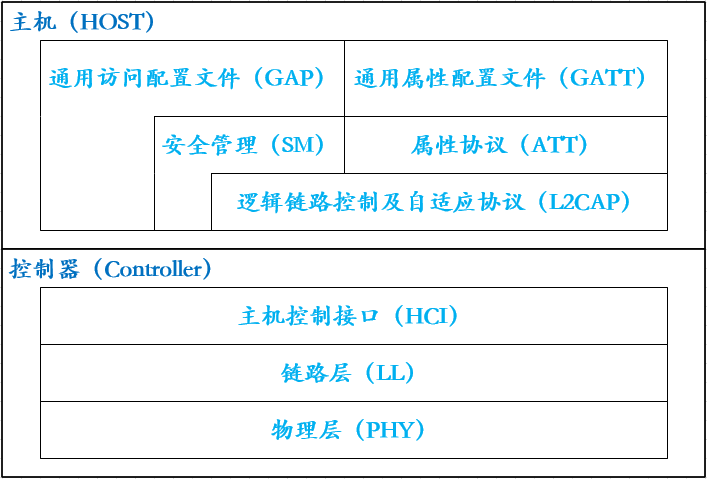 主机（HOST）
通用访问配置文件（GAP）
通用属性配置文件（GATT）
安全管理（SM）
属性协议（ATT）
逻辑链路控制及自适应协议（L2CAP）
控制器（Controller）
主机控制接口（HCI）
链路层（LL）
物理层（PHY）